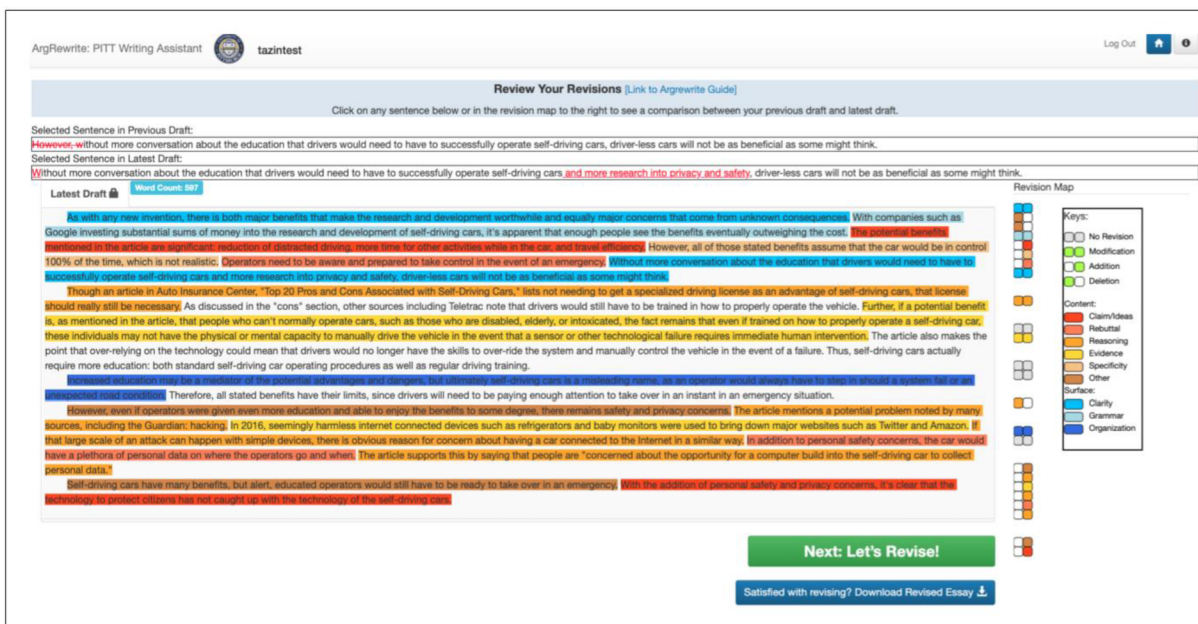 ArgRewrite: PITT Writing Assistant tazintest Log Out
Review Your Revisions [Link to Argrewrite Guide]
Click on any sentence below or in the revision map to the right to see a comparison between your previous draft and latest draft.
Selected Sentence in Previous Draft:
However, without more conversation about the education that drivers would need to have to successfully operate self-driving cars, driver-less cars will not be as beneficial as some might think.
Selected Sentence in Latest Draft:
Without more conversation about the education that drivers would need to have to successfully operate self-driving cars and more research into privacy and safety, driver-less cars will not be as beneficial as some might think.
Latest Draft Word Count: 597
Revision Map
As with any new invention, there is both major benefits that make the research and development worthwhile and equally major concerns that come from unknown consequences. With companies such as
Google investing substantial sums of money into the research and development of self-driving cars, it's apparent that enough people see the benefits eventually outweighing the cost. The potential benefits
mentioned in the article are significant: reduction of distracted driving, more time for other activities while in the car, and travel efficiency. However, all of those stated benefits assume that the car would be in control
100% of the time, which is not realistic. Operators need to be aware and prepared to take control in the event of an emergency. Without more conversation about the education that drivers would need to have to
successfully operate self-driving cars and more research into privacy and safety, driver-less cars will not be as beneficial as some might think.
Though an article in Auto Insurance Center, "Top 20 Pros and Cons Associated with Self-Driving Cars," lists not needing to get a specialized driving license as an advantage of self-driving cars, that license
should really still be necessary. As discussed in the "cons" section, other sources including Teletrac note that drivers would still have to be trained in how to properly operate the vehicle. Further, if a potential benefit
is, as mentioned in the article, that people who can't normally operate cars, such as those who are disabled, elderly, or intoxicated, the fact remains that even if trained on how to properly operate a self-driving car,
these individuals may not have the physical or mental capacity to manually drive the vehicle in the event that a sensor or other technological failure requires immediate human intervention. The article also makes the
point that over-relying on the technology could mean that drivers would no longer have the skills to over-ride the system and manually control the vehicle in the event of a failure. Thus, self-driving cars actually
require more education: both standard self-driving car operating procedures as well as regular driving training.
Increased education may be a mediator of the potential advantages and dangers, but ultimately self-driving cars is a misleading name, as an operator would always have to step in should a system fail or an
unexpected road condition. Therefore, all stated benefits have their limits, since drivers will need to be paying enough attention to take over in an instant in an emergency situation.
However, even if operators were given even more education and able to enjoy the benefits to some degree, there remains safety and privacy concerns. The article mentions a potential problem noted by many
sources, including the Guardian: hacking. In 2016, seemingly harmless internet connected devices such as refrigerators and baby monitors were used to bring down major websites such as Twitter and Amazon. If
that large scale of an attack can happen with simple devices, there is obvious reason for concern about having a car connected to the Internet in a similar way. In addition to personal safety concerns, the car would
have a plethora of personal data on where the operators go and when. The article supports this by saying that people are "concerned about the opportunity for a computer build into the self-driving car to collect
personal data."
Self-driving cars have many benefits, but alert, educated operators would still have to be ready to take over in an emergency. With the addition of personal safety and privacy concerns, it's clear that the
technology to protect citizens has not caught up with the technology of the self-driving cars.
Keys:
No Revision
Modification
Addition
Deletion
Content:
Claim/Ideas
Rebuttal
Reasoning
Evidence
Specificity
Other
Surface:
Clarity
Grammar
Organization
Next: Let's Revise!
Satisfied with revising? Download Revised Essay